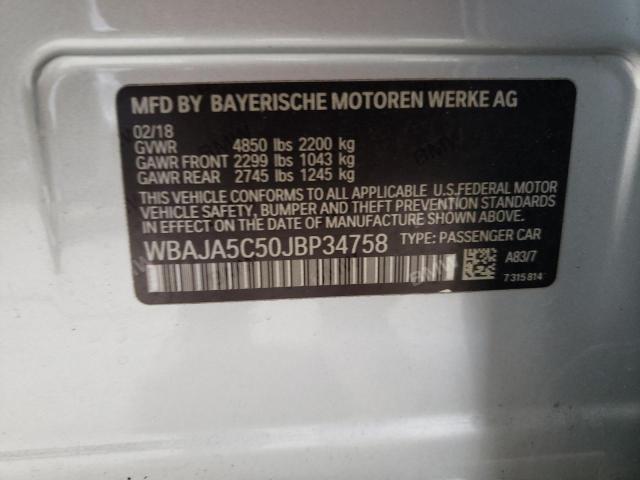 MFD BY BAYERISCHE MOTOREN WERKE AG
02/18
GVWR 4850 lbs 2200 kg
GAWR FRONT 2299 lbs 1043 kg
GAWR REAR 2745 lbs 1245 kg
THIS VEHICLE CONFORMS TO ALL APPLICABLE U.S.FEDERAL MOTOR
VEHICLE SAFETY, BUMPER AND THEFT PREVENTION STANDARDS
IN EFFECT ON THE DATE OF MANUFACTURE SHOWN ABOVE
WBAJA5C50JBP34758 TYPE: PASSENGER CAR
A83/7
7315814